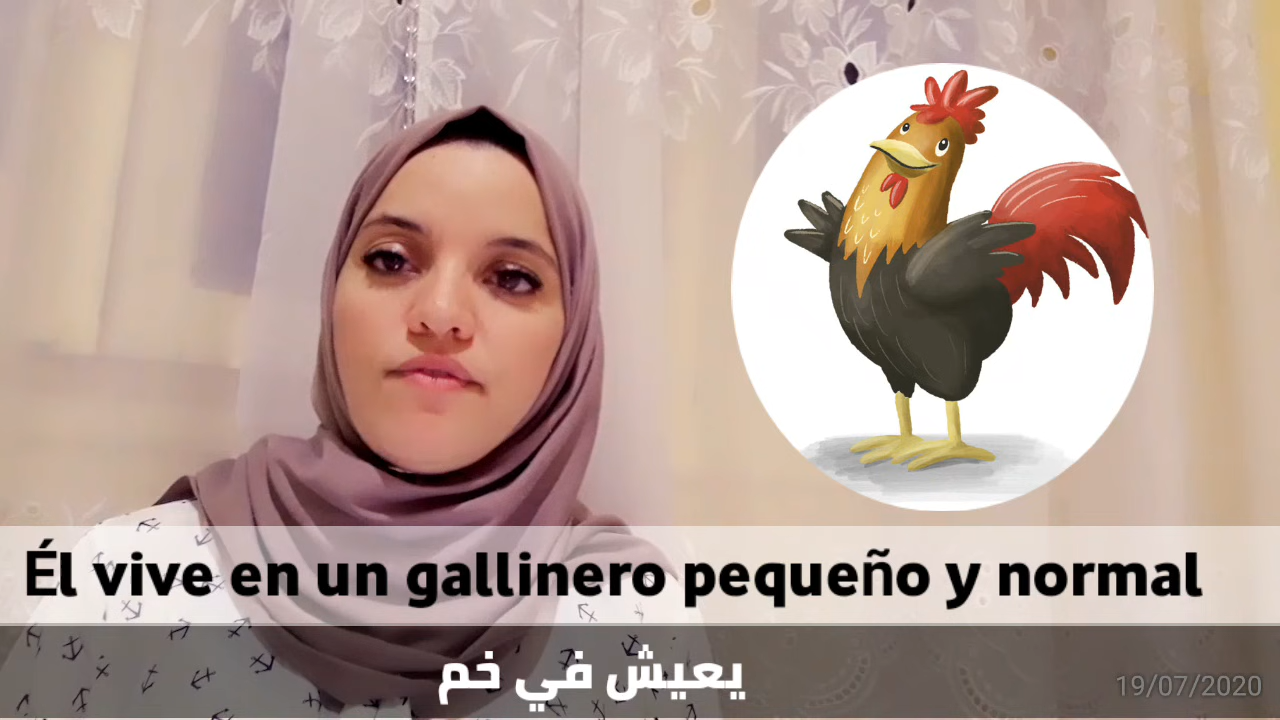 Él vive en un gallinero pequeño y normal
يعيش في خم
19/07/2020